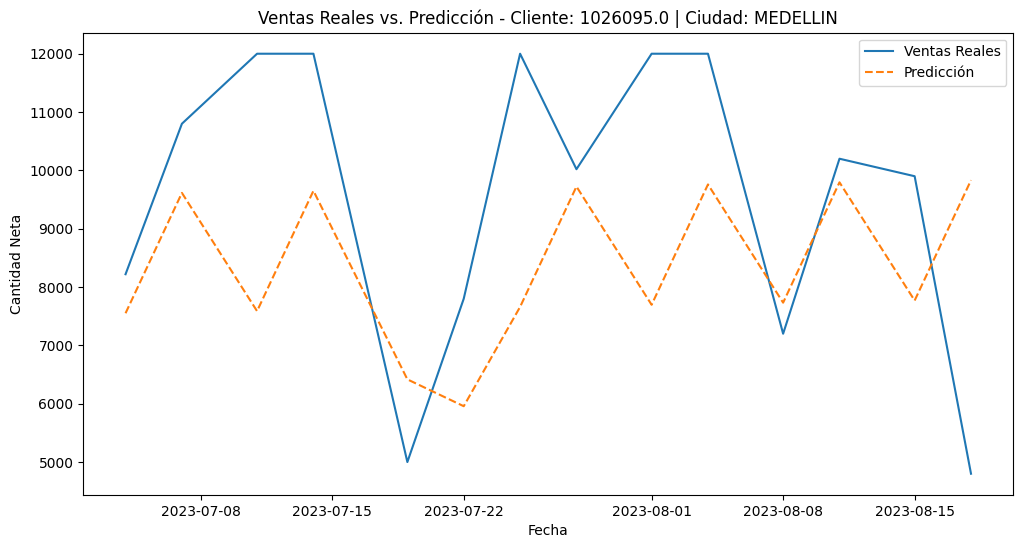 Ventas Reales vs. Predicción - Cliente: 1026095.0 | Ciudad: MEDELLIN
Ventas Reales
Predicción
12000
11000
10000
9000
8000
7000
6000
5000
Cantidad Neta
2023-07-08
2023-07-15
2023-07-22
2023-08-01
2023-08-08
2023-08-15
Fecha